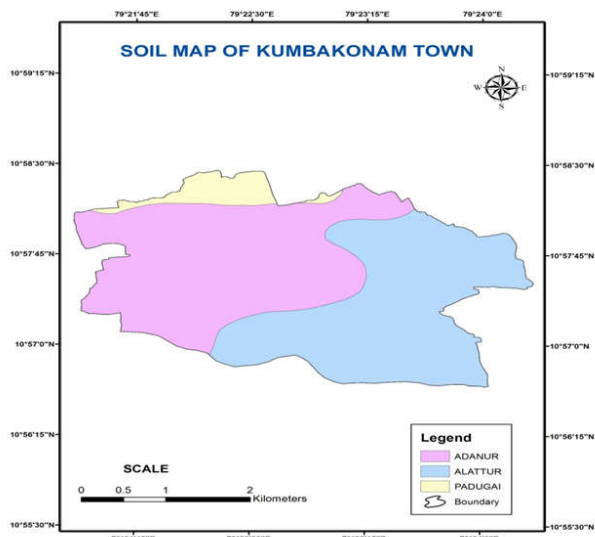 79°21'45"E 79°22'30"E 79°23'15"E 79°24'0"E
SOIL MAP OF KUMBAKONAM TOWN
10°59'15"N 10°59'15"N
N
W E
S
10°58'30"N 10°58'30"N
10°57'45"N 10°57'45"N
10°57'0"N 10°57'0"N
10°56'15"N 10°56'15"N
Legend
ADANUR
ALATTUR
PADUGAI
Boundary
SCALE
0 0.5 1 2
Kilometers
10°55'30"N 10°55'30"N